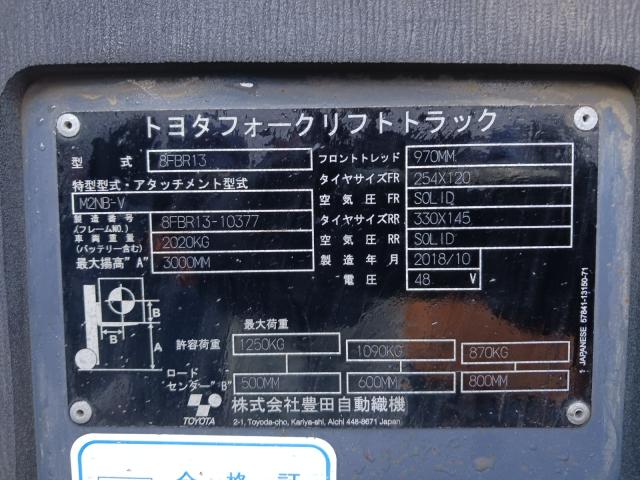 トヨタフォークリフトトラック
型 式 8FBR13
特型型式・アタッチメント型式
M2NB-V
製造番号 (フレームNO.) 8FBR13-10377
車両重量 (バッテリー含む) 2020KG
最大揚高"A" 3000MM
フロントトレッド 970MM
タイヤサイズFR 254X120
空気圧 FR SOLID
タイヤサイズRR 330X145
空気圧 RR SOLID
製造年月 2018/10
電圧 48 V
B
B
A
最大荷重
許容荷重 1250KG 1090KG 870KG
ロードセンター"B" 500MM 600MM 800MM
TOYOTA
株式会社豊田自動織機
2-1, Toyoda-cho, Kariya-shi, Aichi 448-8671 Japan
JAPANESE 57841-13150-71
合格証